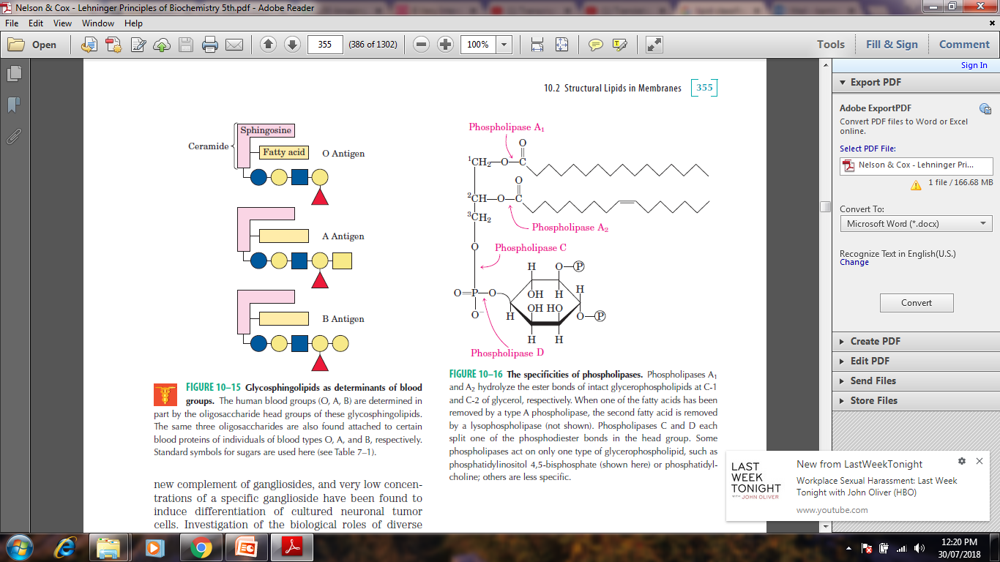 Nelson & Cox - Lehninger Principles of Biochemistry 5th.pdf - Adobe Reader
File Edit View Window Help
Open 355 (386 of 1302) 100% Tools Fill & Sign Comment
Sign In
10.2 Structural Lipids in Membranes 355
Ceramide
Sphingosine
Fatty acid
O Antigen
A Antigen
B Antigen
FIGURE 10–15 Glycosphingolipids as determinants of blood
groups. The human blood groups (O, A, B) are determined in
part by the oligosaccharide head groups of these glycosphingolipids.
The same three oligosaccharides are also found attached to certain
blood proteins of individuals of blood types O, A, and B, respectively.
Standard symbols for sugars are used here (see Table 7–1).
new complement of gangliosides, and very low concen-
trations of a specific ganglioside have been found to
induce differentiation of cultured neuronal tumor
cells. Investigation of the biological roles of diverse
Phospholipase A₁
O
¹CH₂—O—C
O
²CH—O—C
³CH₂
Phospholipase A₂
O
Phospholipase C
H O—P
OH H H
O=P—O
OH HO
O⁻ H O—P
H H
Phospholipase D
FIGURE 10–16 The specificities of phospholipases. Phospholipases A₁
and A₂ hydrolyze the ester bonds of intact glycerophospholipids at C-1
and C-2 of glycerol, respectively. When one of the fatty acids has been
removed by a type A phospholipase, the second fatty acid is removed
by a lysophospholipase (not shown). Phospholipases C and D each
split one of the phosphodiester bonds in the head group. Some
phospholipases act on only one type of glycerophospholipid, such as
phosphatidylinositol 4,5-bisphosphate (shown here) or phosphatidyl-
choline; others are less specific.
Export PDF
Adobe ExportPDF
Convert PDF files to Word or Excel
online.
Select PDF File:
Nelson & Cox - Lehninger Pri...
1 file / 166.68 MB
Convert To:
Microsoft Word (*.docx)
Recognize Text in English(U.S.)
Change
Convert
Create PDF
Edit PDF
Send Files
Store Files
LAST
WEEK
TONIGHT
WITH JOHN OLIVER
New from LastWeekTonight
Workplace Sexual Harassment: Last Week
Tonight with John Oliver (HBO)
www.youtube.com
12:20 PM
30/07/2018